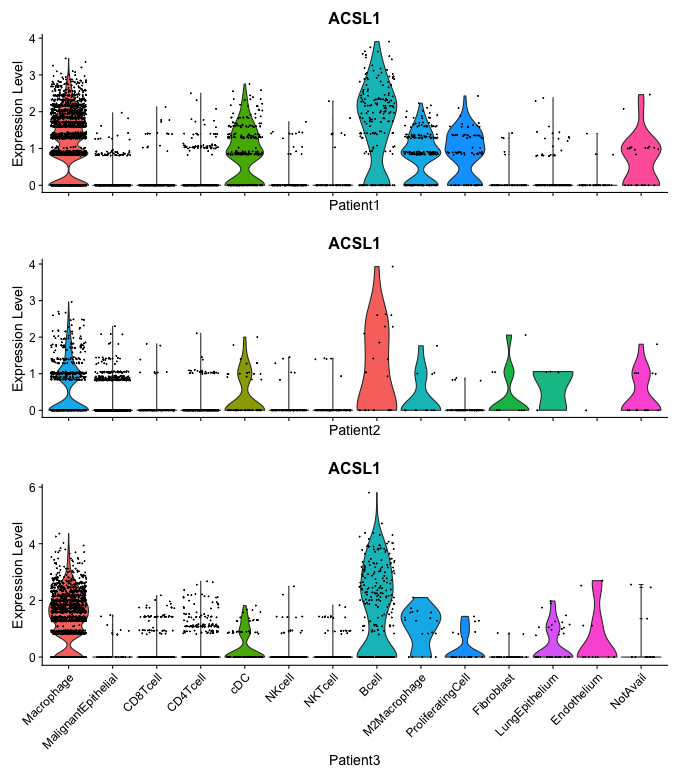 ACSL1
Expression Level
4
3
2
1
0
Patient1
ACSL1
Expression Level
4
3
2
1
0
Patient2
ACSL1
Expression Level
6
4
2
0
Macrophage
MalignantEpithelial
CD8Tcell
CD4Tcell
cDC
NKcell
NKTcell
Bcell
M2Macrophage
ProliferatingCell
Fibroblast
LungEpithelium
Endothelium
NotAvail
Patient3